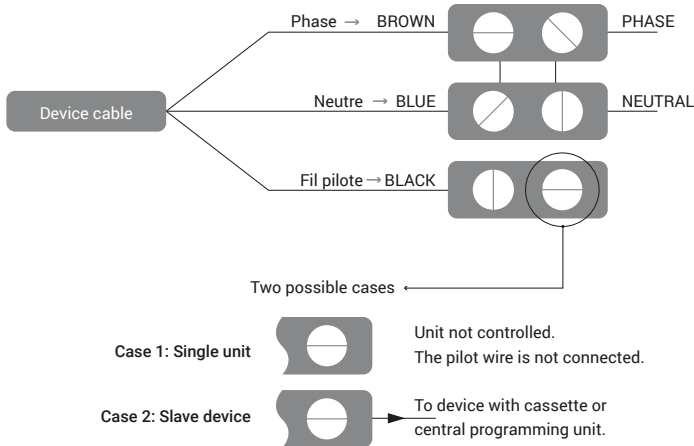 Phase → BROWN
PHASE
Device cable
Neutre → BLUE
NEUTRAL
Fil pilote → BLACK
Two possible cases
Case 1: Single unit
Unit not controlled.
The pilot wire is not connected.
Case 2: Slave device
To device with cassette or
central programming unit.